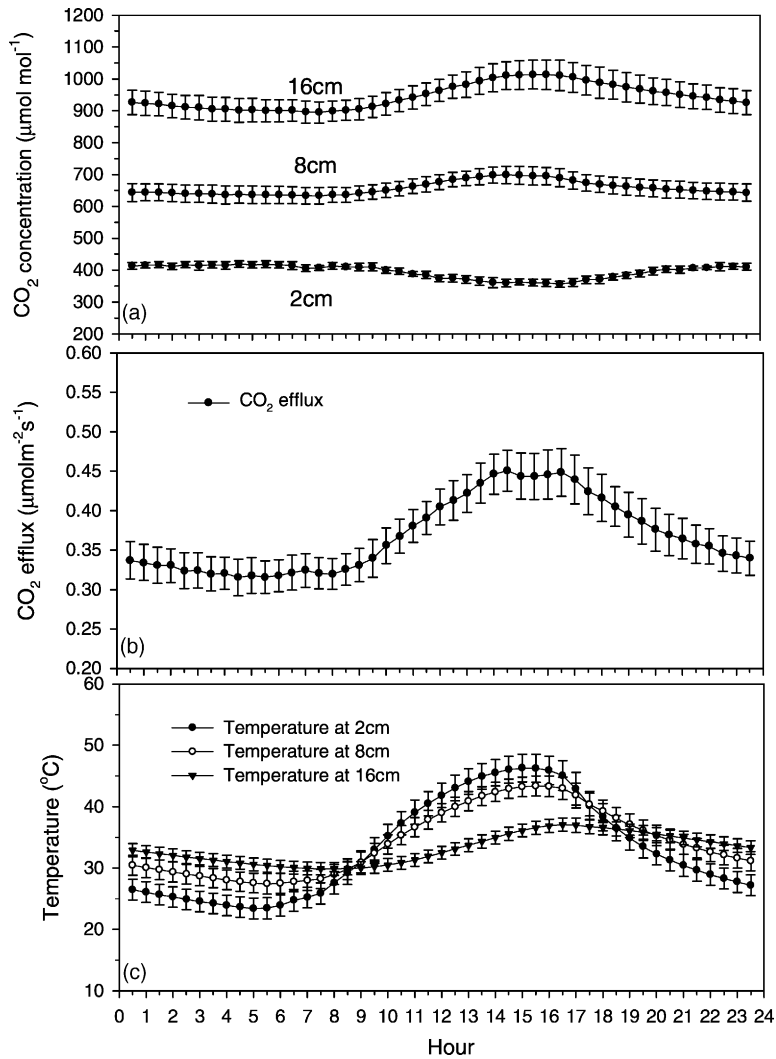 1200
1100
1000
900
800
700
600
500
400
300
200
CO₂ concentration (μmol mol⁻¹)
16cm
8cm
2cm
(a)
0.60
0.50
0.45
0.40
0.35
0.30
0.25
0.20
CO₂ efflux (μmolm⁻²s⁻¹)
CO₂ efflux
(b)
60
50
40
30
20
10
Temperature (°C)
Temperature at 2cm
Temperature at 8cm
Temperature at 16cm
(c)
0 1 2 3 4 5 6 7 8 9 10 11 12 13 14 15 16 17 18 19 20 21 22 23 24
Hour